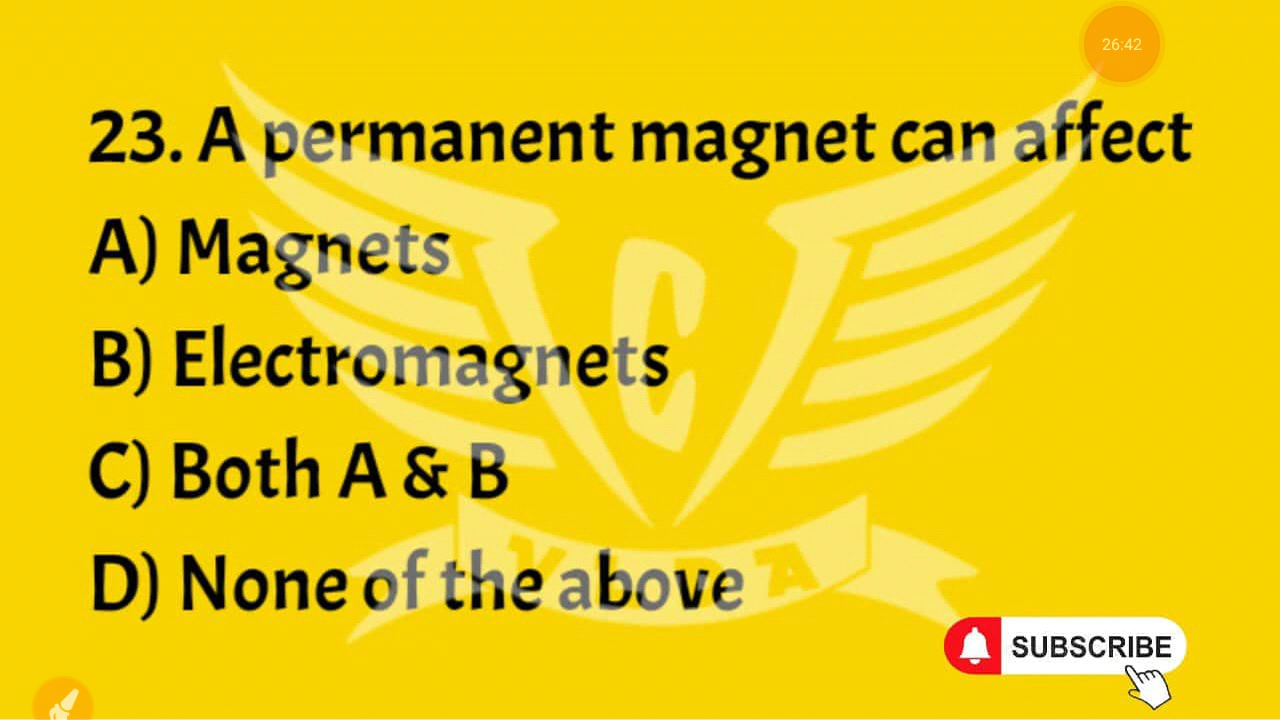 26:42
23. A permanent magnet can affect
A) Magnets
B) Electromagnets
C) Both A & B
D) None of the above
SUBSCRIBE